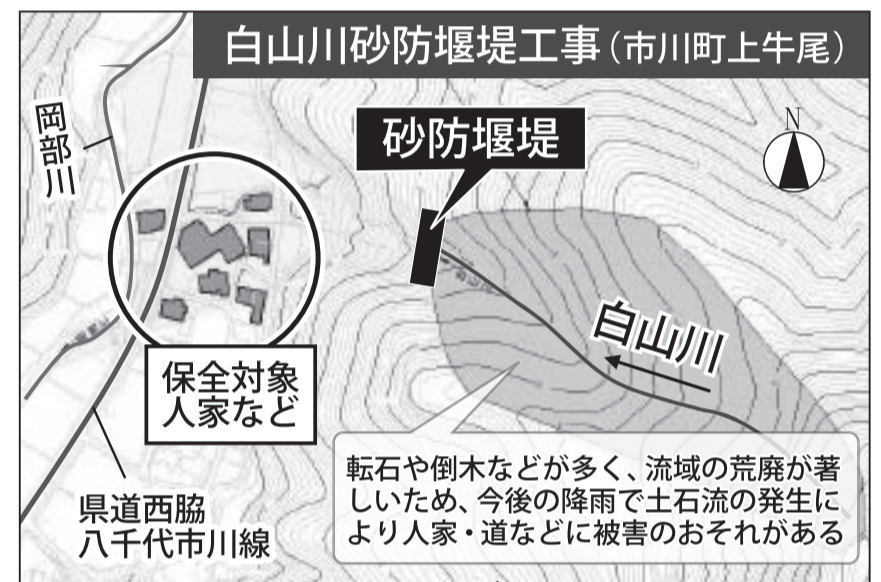 白山川砂防堰堤工事（市川町上牛尾）
岡部川
砂防堰堤
N
白山川
保全対象
人家など
転石や倒木などが多く、流域の荒廃が著
しいため、今後の降雨で土石流の発生に
より人家・道などに被害のおそれがある
県道西脇
八千代市川線